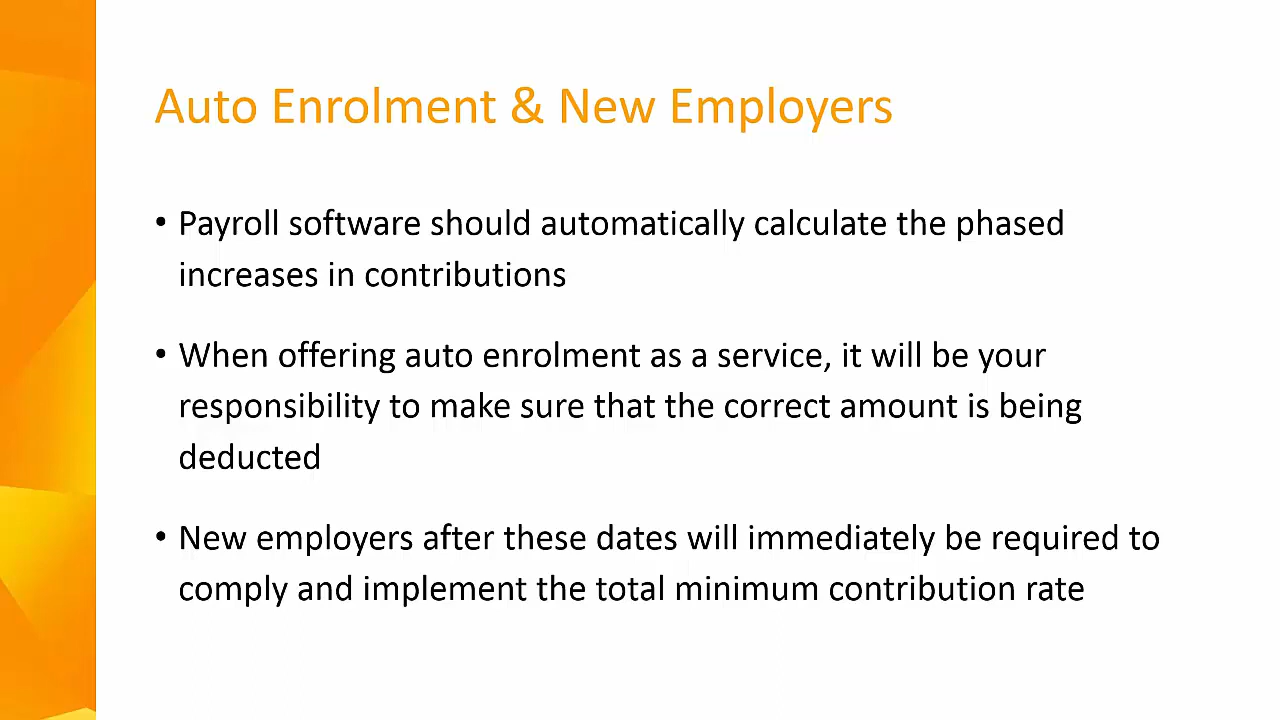 Auto Enrolment & New Employers
• Payroll software should automatically calculate the phased
increases in contributions
• When offering auto enrolment as a service, it will be your
responsibility to make sure that the correct amount is being
deducted
• New employers after these dates will immediately be required to
comply and implement the total minimum contribution rate